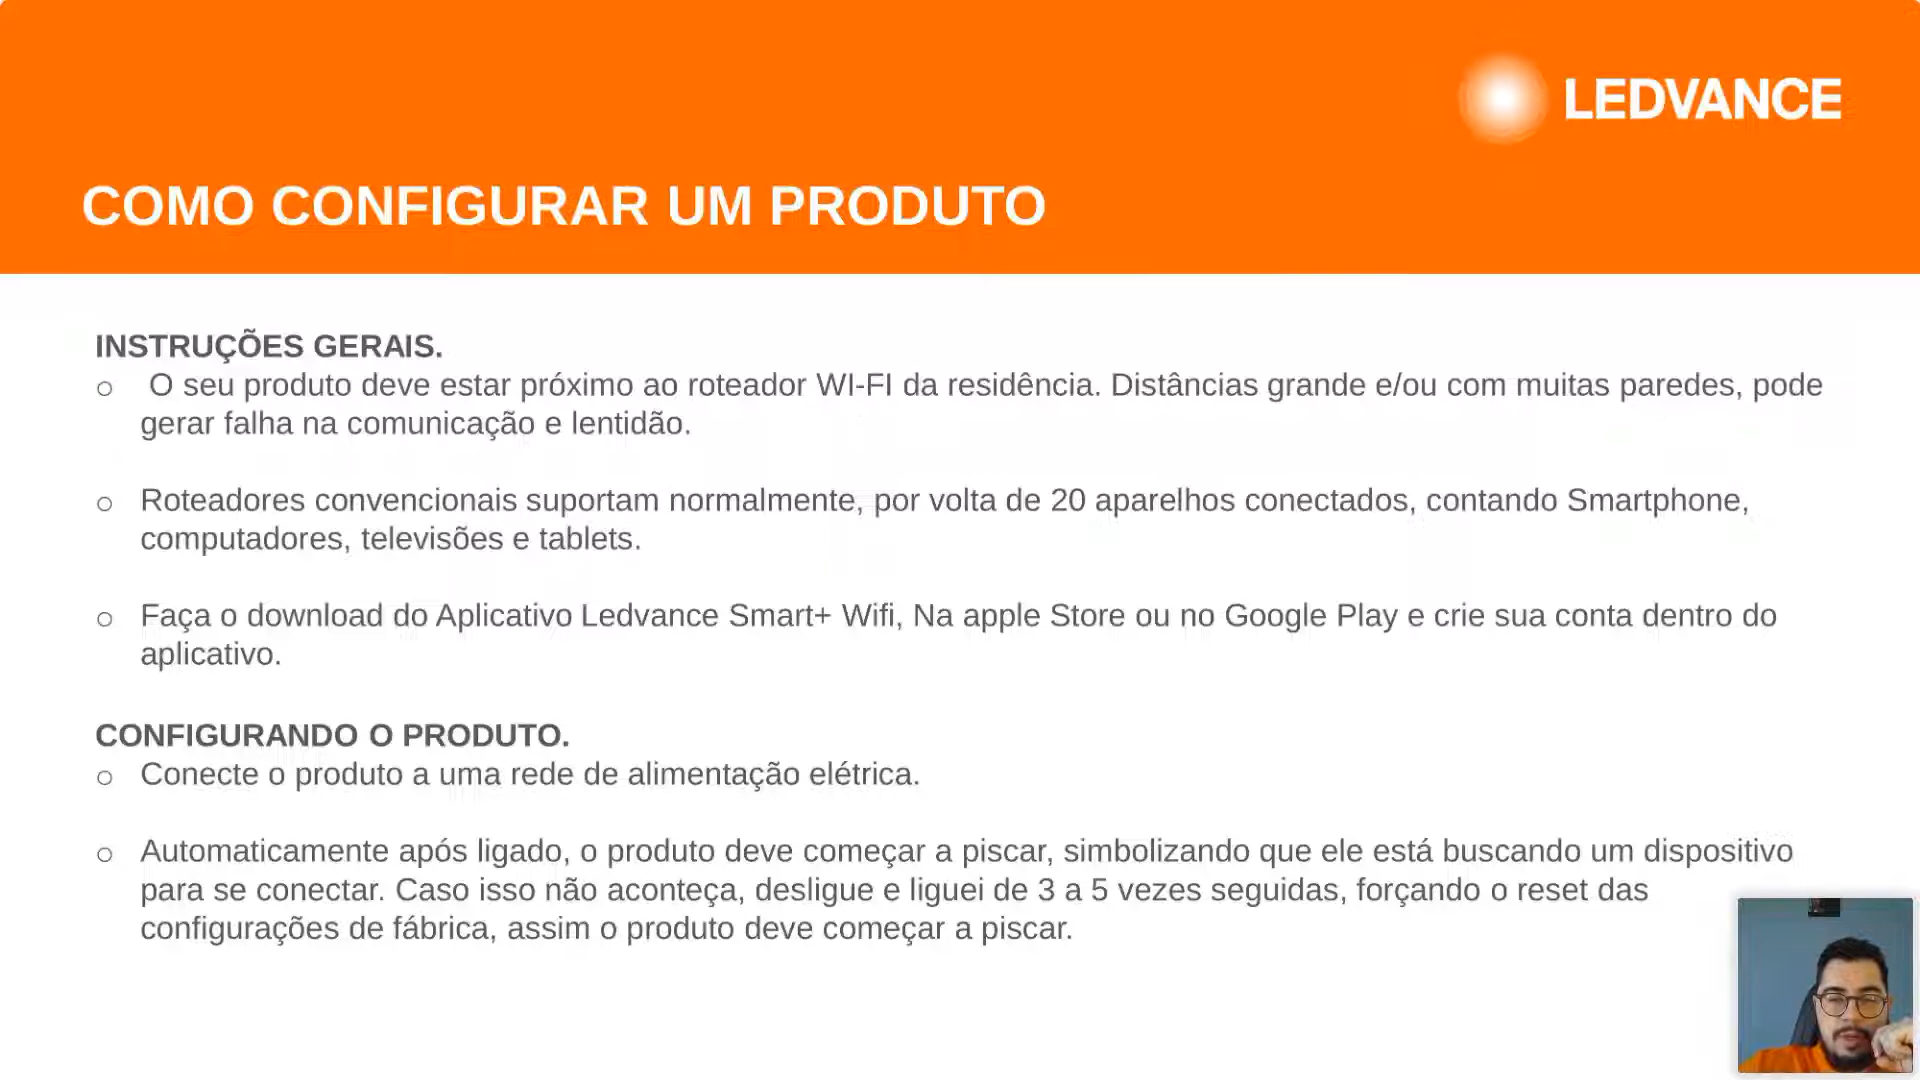 LEDVANCE
COMO CONFIGURAR UM PRODUTO
INSTRUÇÕES GERAIS.
○ O seu produto deve estar próximo ao roteador WI-FI da residência. Distâncias grande e/ou com muitas paredes, pode
gerar falha na comunicação e lentidão.
○ Roteadores convencionais suportam normalmente, por volta de 20 aparelhos conectados, contando Smartphone,
computadores, televisões e tablets.
○ Faça o download do Aplicativo Ledvance Smart+ Wifi, Na apple Store ou no Google Play e crie sua conta dentro do
aplicativo.
CONFIGURANDO O PRODUTO.
○ Conecte o produto a uma rede de alimentação elétrica.
○ Automaticamente após ligado, o produto deve começar a piscar, simbolizando que ele está buscando um dispositivo
para se conectar. Caso isso não aconteça, desligue e liguei de 3 a 5 vezes seguidas, forçando o reset das
configurações de fábrica, assim o produto deve começar a piscar.